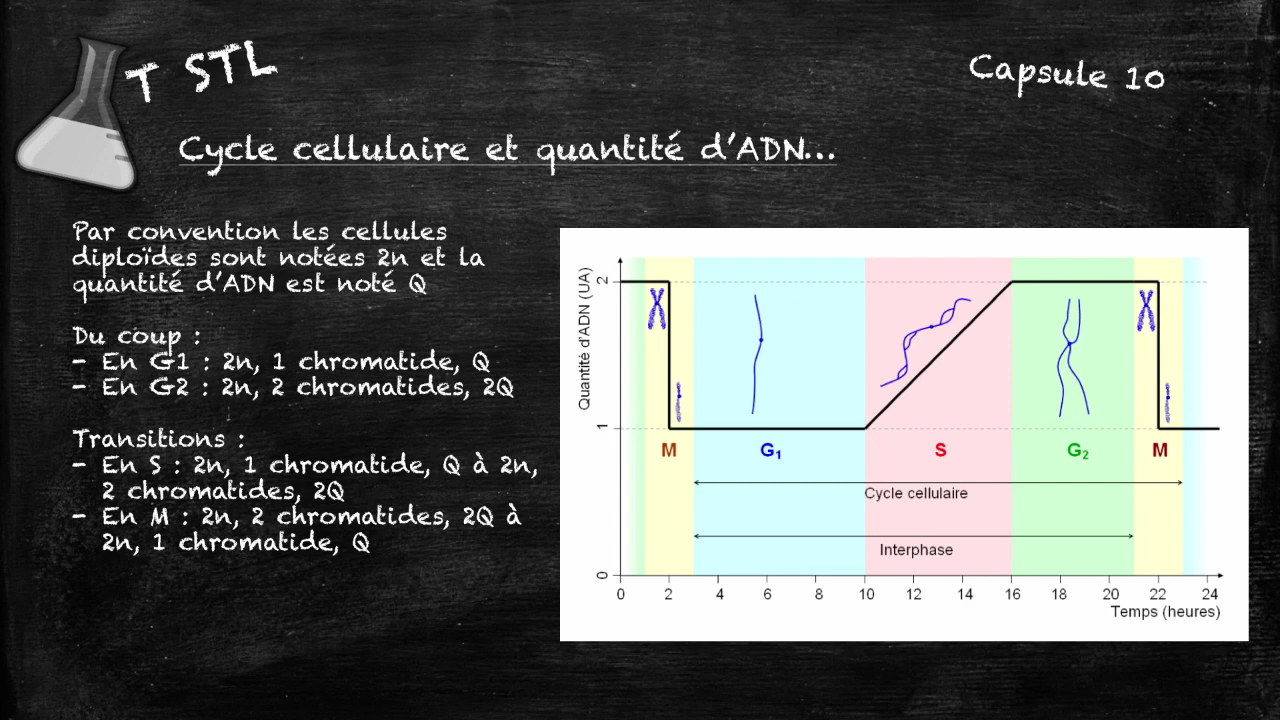 T STL
Capsule 10
Cycle cellulaire et quantité d'ADN...
Par convention les cellules
diploïdes sont notées 2n et la
quantité d'ADN est noté Q
Du coup :
- En G1 : 2n, 1 chromatide, Q
- En G2 : 2n, 2 chromatides, 2Q
Transitions :
- En S : 2n, 1 chromatide, Q à 2n,
2 chromatides, 2Q
- En M : 2n, 2 chromatides, 2Q à
2n, 1 chromatide, Q
Quantité d'ADN (UA)
2
1
0
M G₁ S G₂ M
Cycle cellulaire
Interphase
0 2 4 6 8 10 12 14 16 18 20 22 24
Temps (heures)